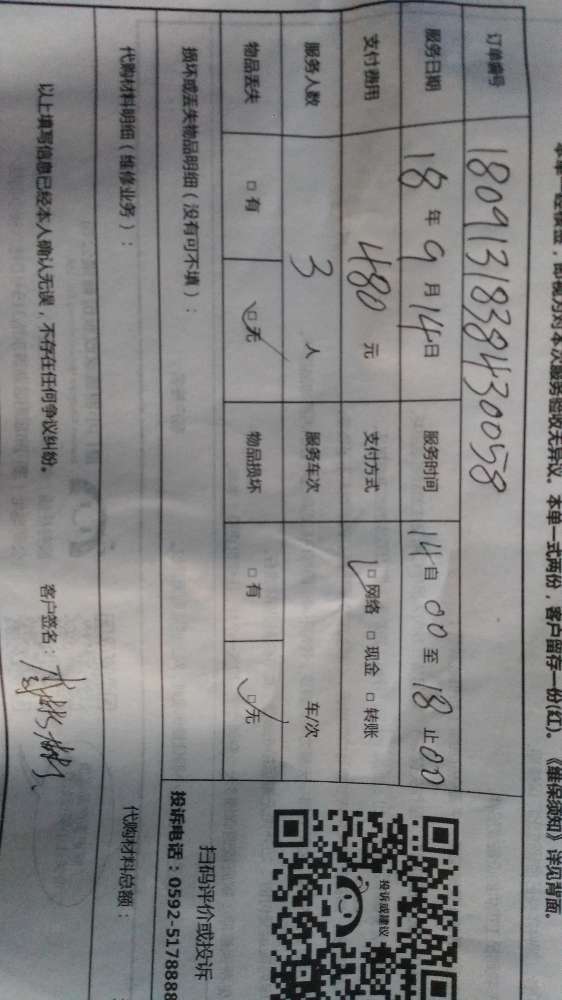 本单一经核金，即视为对本次服务验收无异议。本单一式两份，客户留存一份(红)。《维保须知》详见背面。
订单编号 180913183843 0058
服务日期 18 年 9 月 14 日 服务时间 14 自 00 至 18 止 00
支付费用 480 元 支付方式 □ 网络 □ 现金 □ 转账
服务人数 3 人 服务车次 车/次
物品丢失 □ 有 □ 无 物品损坏 □ 有 □ 无
损坏或丢失物品明细（没有可不填）：
代购材料明细（维修业务）： 代购材料总额：
以上填写信息已经本人确认无误，不存在任何争议纠纷。 客户签名：
投诉或建议
扫码评价或投诉
投诉电话：0592-5178888